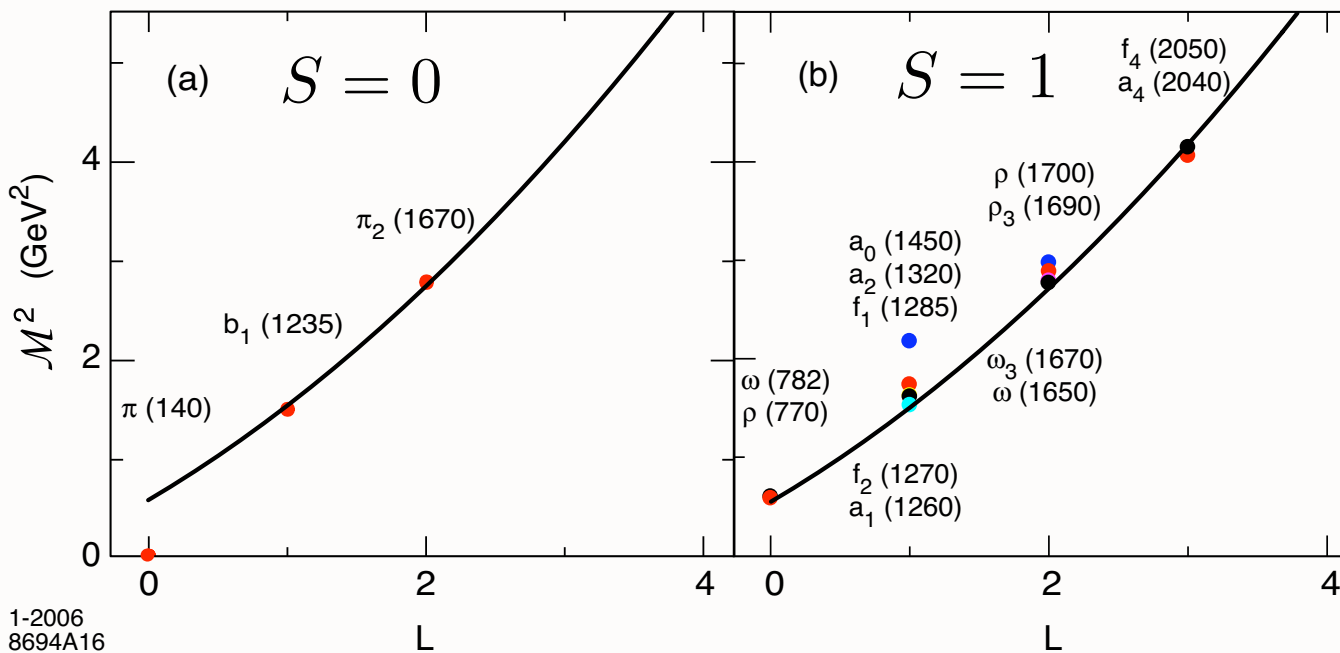 (a) S = 0
π₂ (1670)
b₁ (1235)
π (140)
4
2
0
ℳ² (GeV²)
0 2 4
L
(b) S = 1
f₄ (2050)
a₄ (2040)
ρ (1700)
ρ₃ (1690)
a₀ (1450)
a₂ (1320)
f₁ (1285)
ω₃ (1670)
ω (1650)
ω (782)
ρ (770)
f₂ (1270)
a₁ (1260)
0 2 4
L
1-2006
8694A16